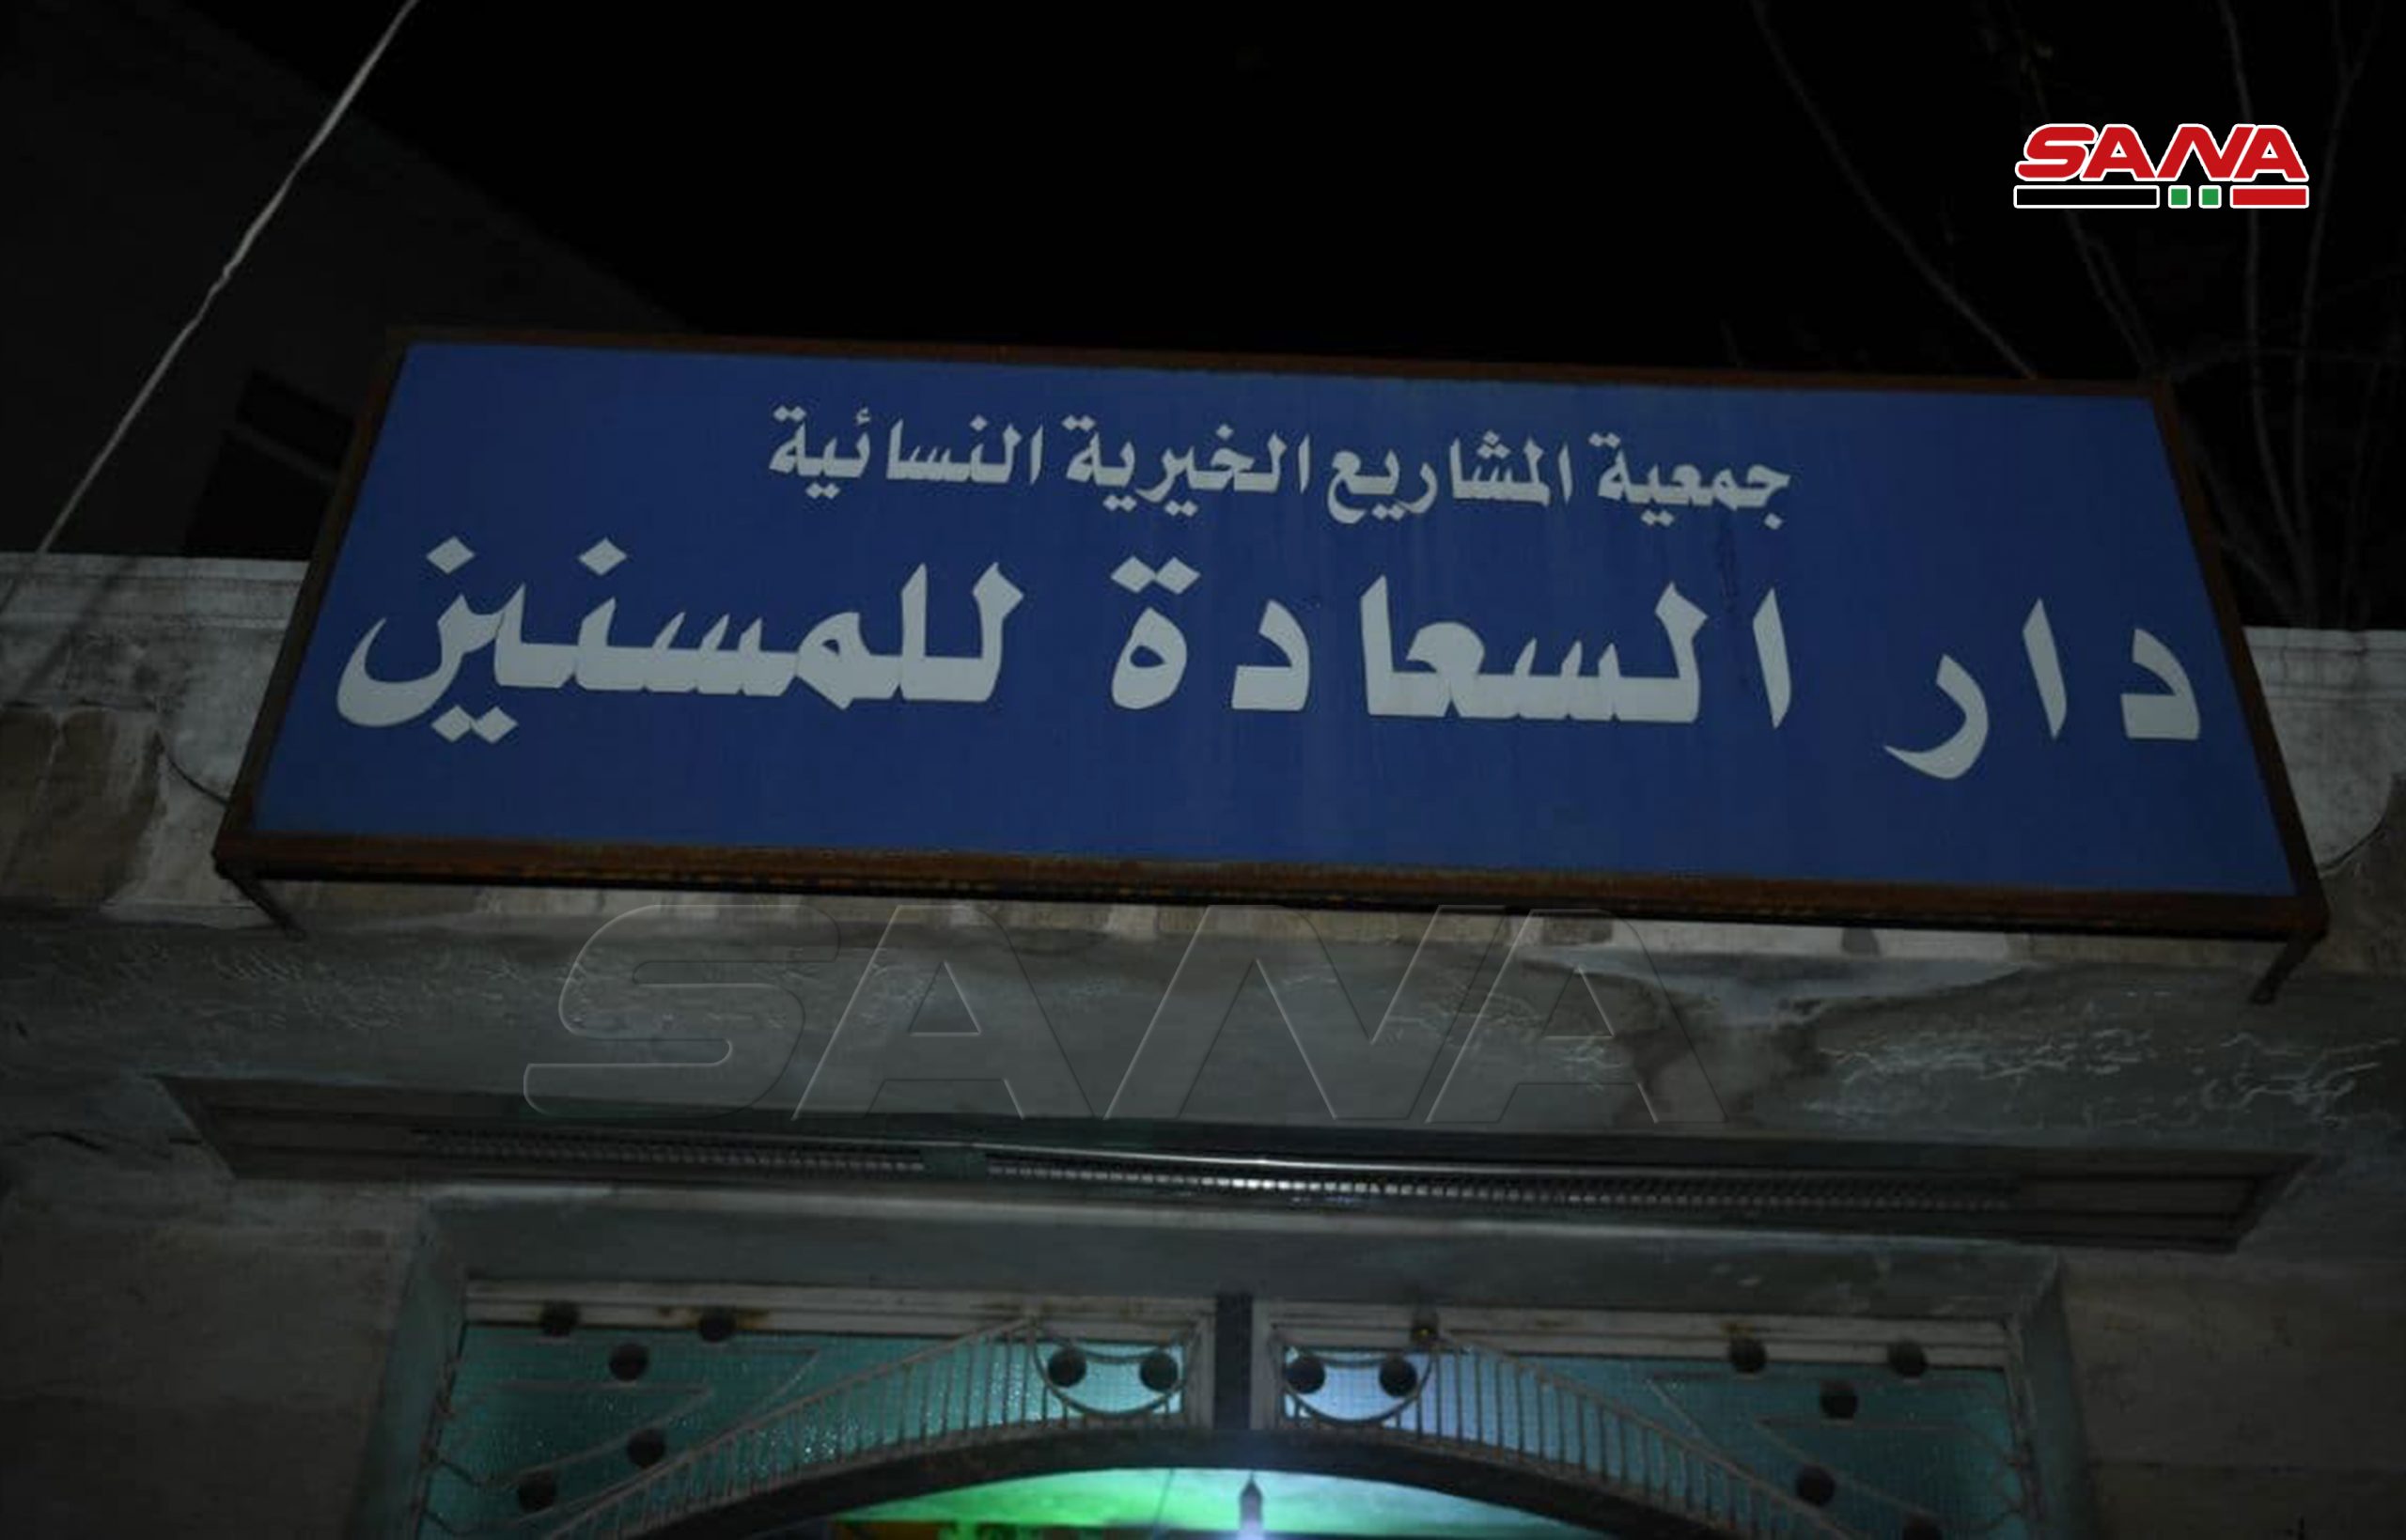 SANA
جمعية المشاريع الخيرية النسائية
دار السعادة للمسنين
SANA